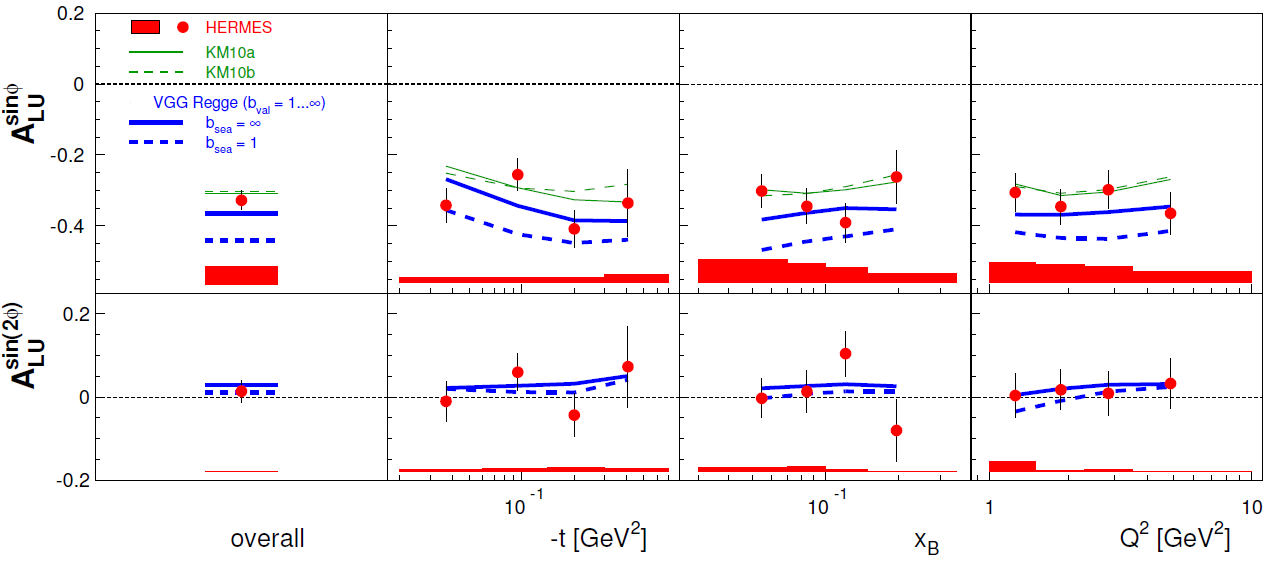 A_LU^sinϕ
0.2
0
-0.2
-0.4
HERMES
KM10a
KM10b
VGG Regge (b_val = 1...∞)
b_sea = ∞
b_sea = 1
A_LU^sin(2ϕ)
0.2
0
-0.2
10^-1
10^-1
1
10
overall
-t [GeV^2]
x_B
Q^2 [GeV^2]